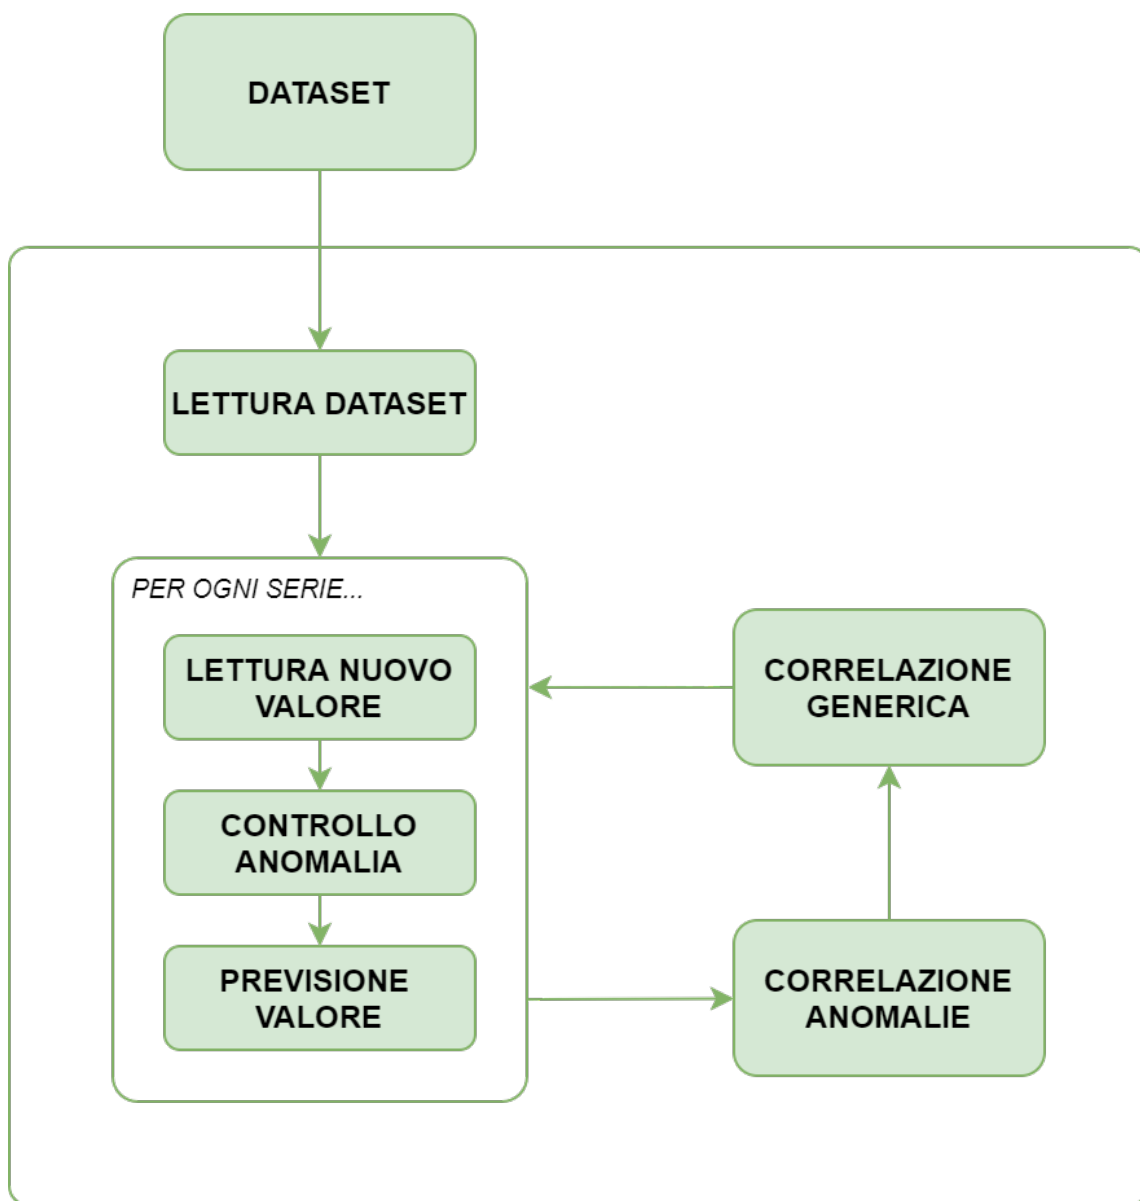 DATASET
LETTURA DATASET
PER OGNI SERIE...
LETTURA NUOVO
VALORE
CONTROLLO
ANOMALIA
PREVISIONE
VALORE
CORRELAZIONE
GENERICA
CORRELAZIONE
ANOMALIE